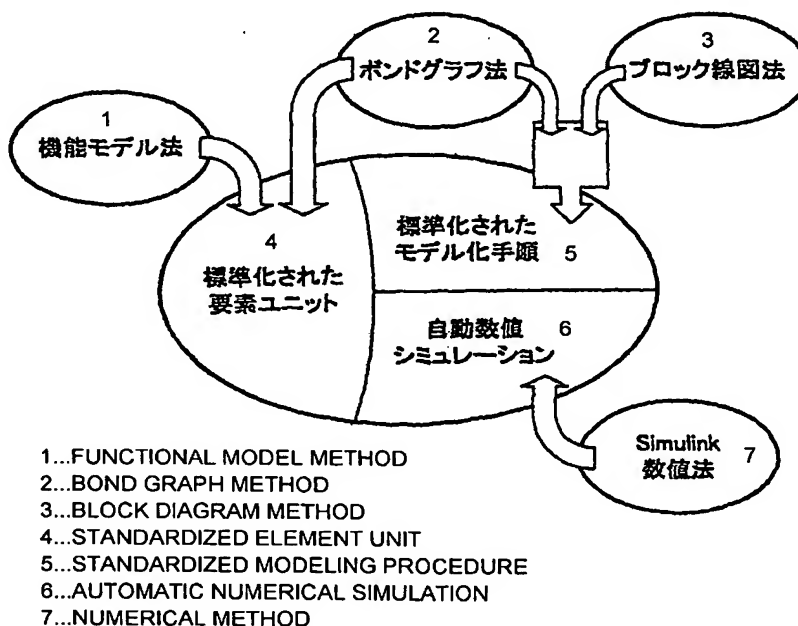 2
ボンドグラフ法
3
ブロック線図法
1
機能モデル法
4
標準化された
要素ユニット
標準化された
モデル化手順 5
自動数値 6
シミュレーション
Simulink
数値法 7
1...FUNCTIONAL MODEL METHOD
2...BOND GRAPH METHOD
3...BLOCK DIAGRAM METHOD
4...STANDARDIZED ELEMENT UNIT
5...STANDARDIZED MODELING PROCEDURE
6...AUTOMATIC NUMERICAL SIMULATION
7...NUMERICAL METHOD